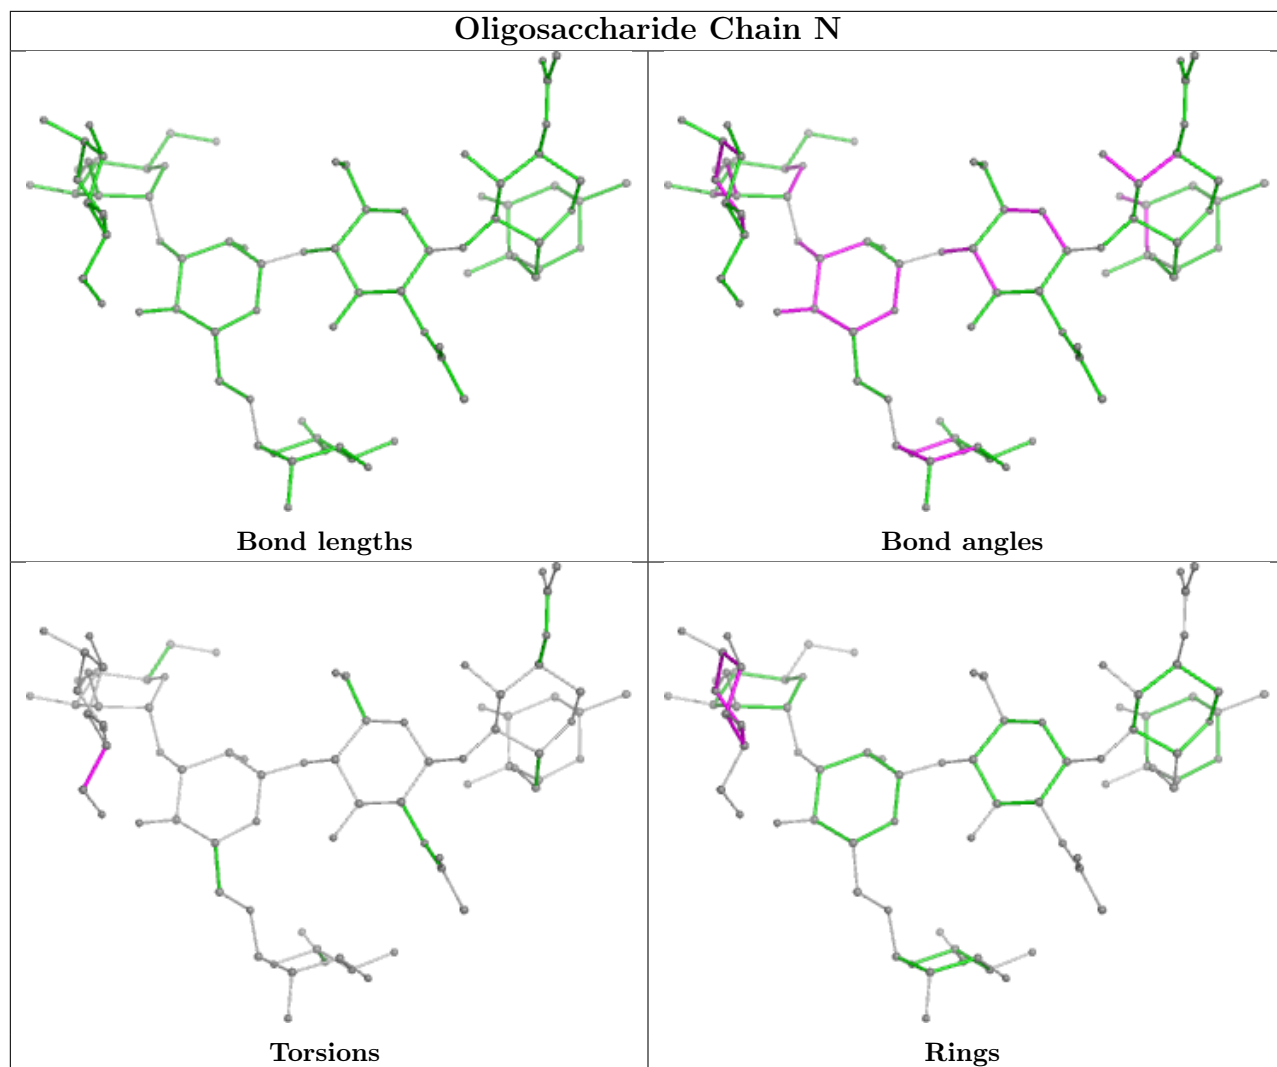 Oligosaccharide Chain N
Bond lengths
Bond angles
Torsions
Rings